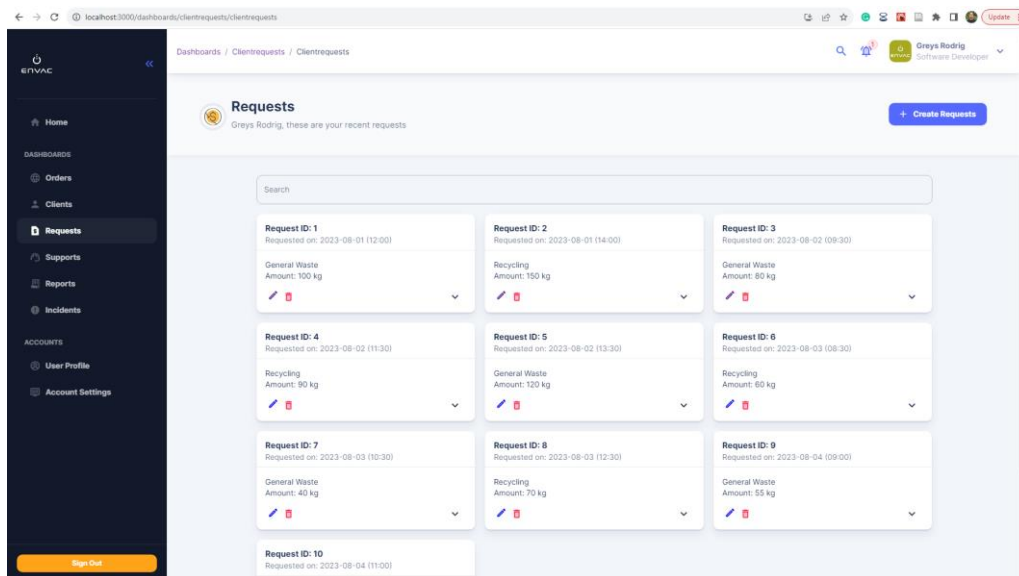 localhost:3000/dashboards/clientrequests/clientrequests
Update
ENVAC
Home
DASHBOARDS
Orders
Clients
Requests
Supports
Reports
Incidents
ACCOUNTS
User Profile
Account Settings
Sign Out
Dashboards / Clientrequests / Clientrequests
1
ENVAC
Greys Rodrig
Software Developer
Requests
Greys Rodrig, these are your recent requests
+ Create Requests
Search
Request ID: 1
Requested on: 2023-08-01 (12:00)
General Waste
Amount: 100 kg
Request ID: 2
Requested on: 2023-08-01 (14:00)
Recycling
Amount: 150 kg
Request ID: 3
Requested on: 2023-08-02 (09:30)
General Waste
Amount: 80 kg
Request ID: 4
Requested on: 2023-08-02 (11:30)
Recycling
Amount: 90 kg
Request ID: 5
Requested on: 2023-08-02 (13:30)
General Waste
Amount: 120 kg
Request ID: 6
Requested on: 2023-08-03 (08:30)
Recycling
Amount: 60 kg
Request ID: 7
Requested on: 2023-08-03 (10:30)
General Waste
Amount: 40 kg
Request ID: 8
Requested on: 2023-08-03 (12:30)
Recycling
Amount: 70 kg
Request ID: 9
Requested on: 2023-08-04 (09:00)
General Waste
Amount: 55 kg
Request ID: 10
Requested on: 2023-08-04 (11:00)